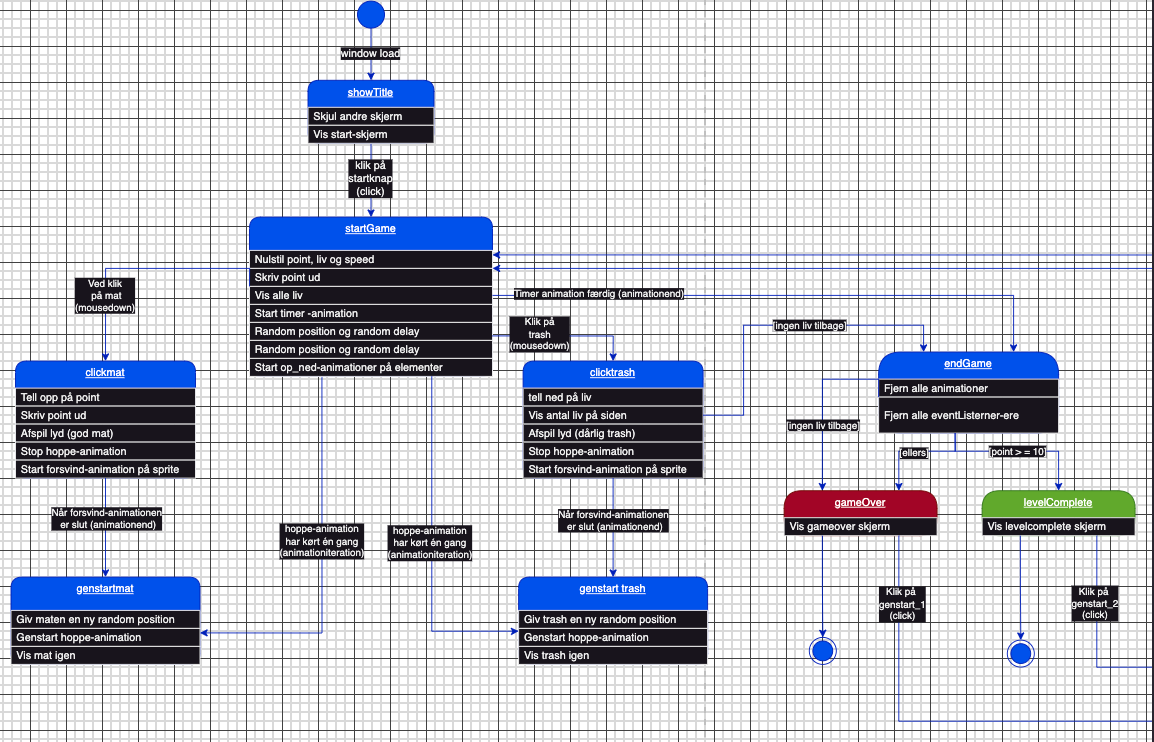 window load
showTitle
Skjul andre skjerm
Vis start-skjerm
klik på
startknap
(click)
startGame
Nulstil point, liv og speed
Skriv point ud
Vis alle liv
Start timer -animation
Random position og random delay
Random position og random delay
Start op_ned-animationer på elementer
Ved klik
på mat
(mousedown)
Timer animation færdig (animationend)
Klik på
trash
(mousedown)
[ingen liv tilbage]
clickmat
Tell opp på point
Skriv point ud
Afspil lyd (god mat)
Stop hoppe-animation
Start forsvind-animation på sprite
clicktrash
tell ned på liv
Vis antal liv på siden
Afspil lyd (dårlig trash)
Stop hoppe-animation
Start forsvind-animation på sprite
endGame
Fjern alle animationer
Fjern alle eventListerner-ere
[ingen liv tilbage]
[ellers]
[point > = 10]
gameOver
Vis gameover skjerm
levelComplete
Vis levelcomplete skjerm
Når forsvind-animationen
er slut (animationend)
hoppe-animation
har kørt én gang
(animationiteration)
hoppe-animation
har kørt én gang
(animationiteration)
Når forsvind-animationen
er slut (animationend)
genstartmat
Giv maten en ny random position
Genstart hoppe-animation
Vis mat igen
genstart trash
Giv trash en ny random position
Genstart hoppe-animation
Vis trash igen
Klik på
genstart_1
(click)
Klik på
genstart_2
(click)